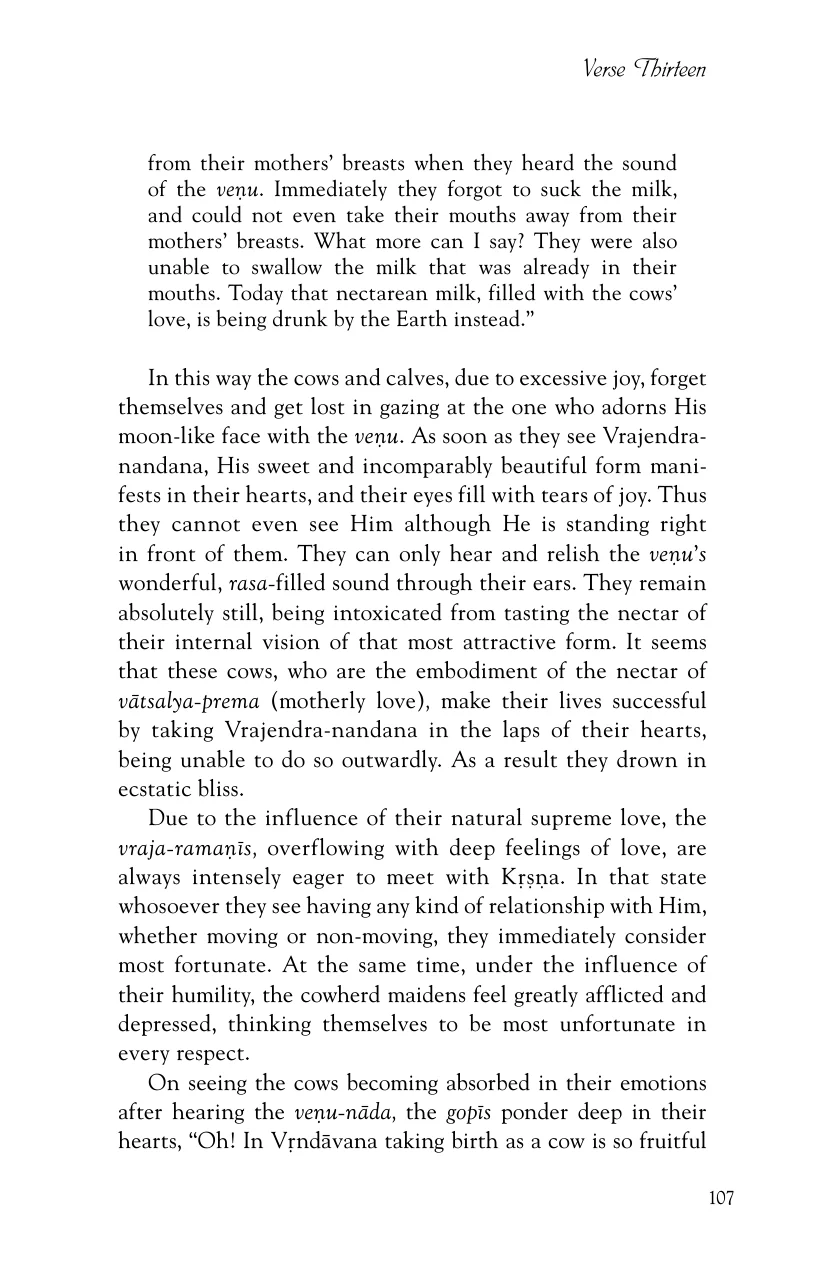 Verse Thirteen
from their mothers’ breasts when they heard the sound
of the veṇu. Immediately they forgot to suck the milk,
and could not even take their mouths away from their
mothers’ breasts. What more can I say? They were also
unable to swallow the milk that was already in their
mouths. Today that nectarean milk, filled with the cows’
love, is being drunk by the Earth instead.”
In this way the cows and calves, due to excessive joy, forget
themselves and get lost in gazing at the one who adorns His
moon-like face with the veṇu. As soon as they see Vrajendra-
nandana, His sweet and incomparably beautiful form mani-
fests in their hearts, and their eyes fill with tears of joy. Thus
they cannot even see Him although He is standing right
in front of them. They can only hear and relish the veṇu’s
wonderful, rasa-filled sound through their ears. They remain
absolutely still, being intoxicated from tasting the nectar of
their internal vision of that most attractive form. It seems
that these cows, who are the embodiment of the nectar of
vātsalya-prema (motherly love), make their lives successful
by taking Vrajendra-nandana in the laps of their hearts,
being unable to do so outwardly. As a result they drown in
ecstatic bliss.
Due to the influence of their natural supreme love, the
vraja-ramaṇīs, overflowing with deep feelings of love, are
always intensely eager to meet with Kṛṣṇa. In that state
whosoever they see having any kind of relationship with Him,
whether moving or non-moving, they immediately consider
most fortunate. At the same time, under the influence of
their humility, the cowherd maidens feel greatly afflicted and
depressed, thinking themselves to be most unfortunate in
every respect.
On seeing the cows becoming absorbed in their emotions
after hearing the veṇu-nāda, the gopīs ponder deep in their
hearts, “Oh! In Vṛndāvana taking birth as a cow is so fruitful
107